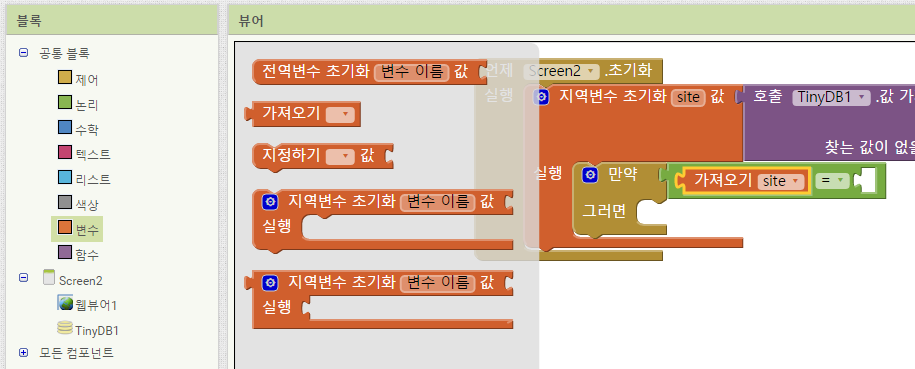 블록
공통 블록
제어
논리
수학
텍스트
리스트
색상
변수
함수
Screen2
웹뷰어1
TinyDB1
모든 컴포넌트
뷰어
전역변수 초기화 변수 이름 값
가져오기
지정하기 값
지역변수 초기화 변수 이름 값
실행
지역변수 초기화 변수 이름 값
실행
언제 Screen2 .초기화
실행 지역변수 초기화 site 값 호출 TinyDB1 .값 가
찾는 값이 없을
실행 만약 가져오기 site =
그러면